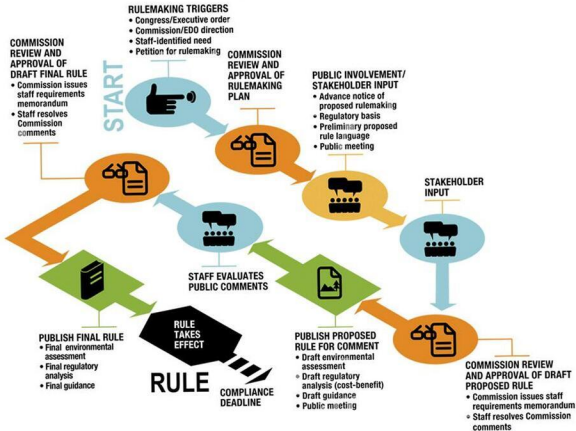 RULEMAKING TRIGGERS
• Congress/Executive order
• Commission/EDO direction
• Staff-identified need
• Petition for rulemaking
START
COMMISSION
REVIEW AND
APPROVAL OF
RULEMAKING
PLAN
PUBLIC INVOLVEMENT/
STAKEHOLDER INPUT
• Advance notice of
proposed rulemaking
• Regulatory basis
• Preliminary proposed
rule language
• Public meeting
STAKEHOLDER
INPUT
COMMISSION REVIEW
AND APPROVAL OF DRAFT
PROPOSED RULE
• Commission issues staff
requirements memorandum
• Staff resolves Commission
comments
PUBLISH PROPOSED
RULE FOR COMMENT
• Draft environmental
assessment
• Draft regulatory
analysis (cost-benefit)
• Draft guidance
• Public meeting
STAFF EVALUATES
PUBLIC COMMENTS
COMMISSION
REVIEW AND
APPROVAL OF
DRAFT FINAL RULE
• Commission issues
staff requirements
memorandum
• Staff resolves
Commission
comments
PUBLISH FINAL RULE
• Final environmental
assessment
• Final regulatory
analysis
• Final guidance
RULE
TAKES
EFFECT
RULE
COMPLIANCE
DEADLINE